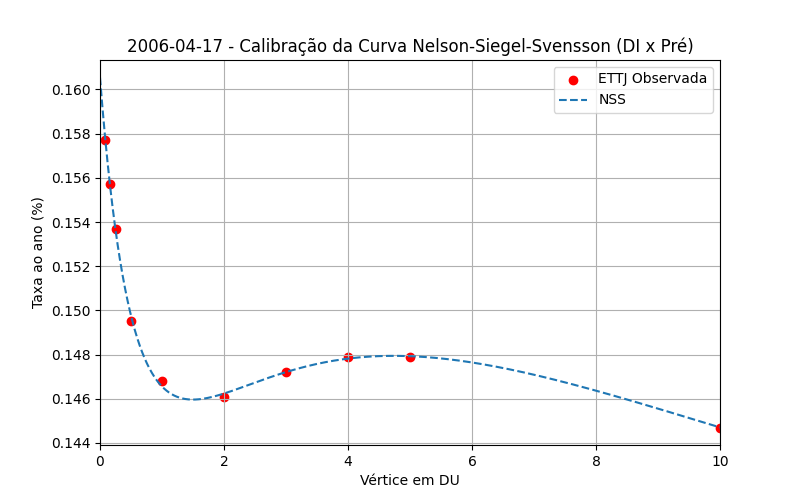 2006-04-17 - Calibração da Curva Nelson-Siegel-Svensson (DI x Pré)
ETTJ Observada
NSS
Taxa ao ano (%)
0.160
0.158
0.156
0.154
0.152
0.150
0.148
0.146
0.144
0 2 4 6 8 10
Vértice em DU